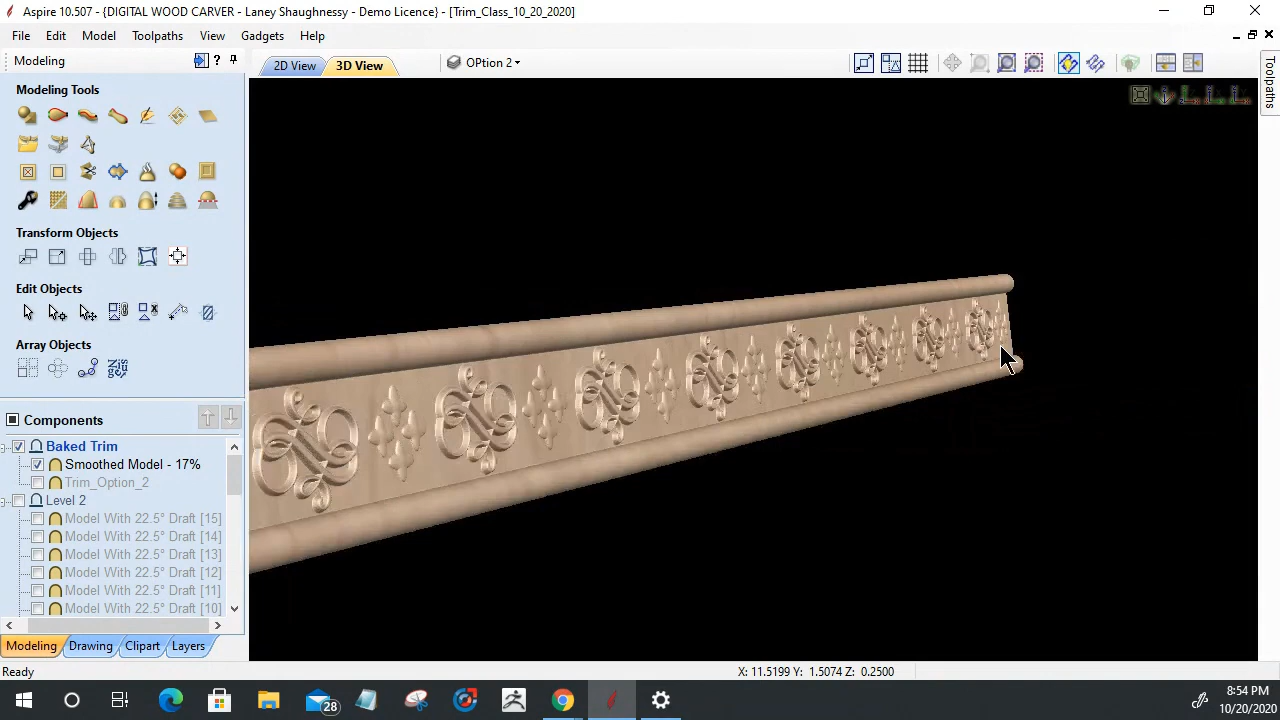 Aspire 10.507 - {DIGITAL WOOD CARVER - Laney Shaughnessy - Demo Licence} - [Trim_Class_10_20_2020]
File Edit Model Toolpaths View Gadgets Help
Modeling ?
2D View 3D View OPtion 2
Toolpaths
Modeling Tools
Transform Objects
Edit Objects
Array Objects
Components
Baked Trim
Smoothed Model - 17%
Trim_Option_2
Level 2
Model With 22.5° Draft [15]
Model With 22.5° Draft [14]
Model With 22.5° Draft [13]
Model With 22.5° Draft [12]
Model With 22.5° Draft [11]
Model With 22.5° Draft [10]
Modeling Drawing Clipart Layers
Ready X: 11.5199 Y: 1.5074 Z: 0.2500
28
8:54 PM
10/20/2020